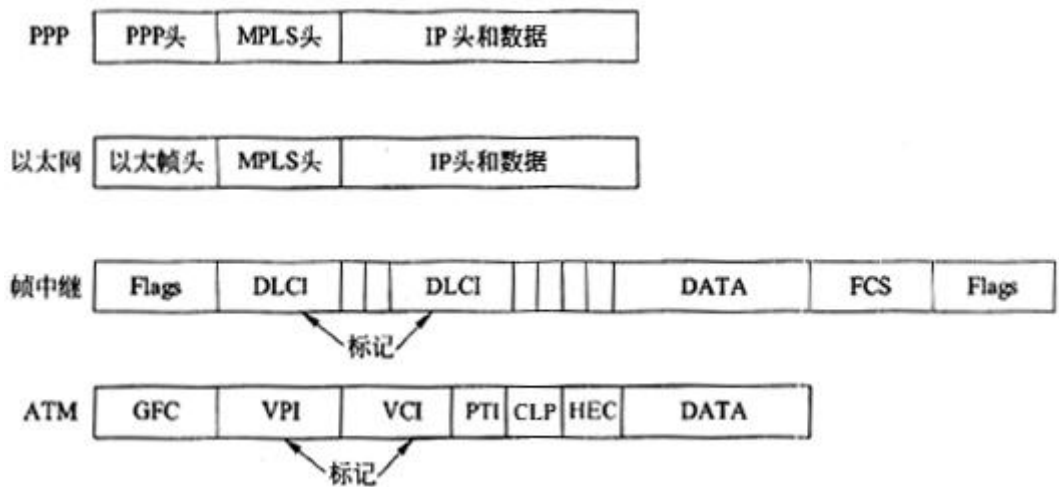 PPP PPP头 MPLS头 IP 头和数据
以太网 以太帧头 MPLS头 IP头和数据
帧中继 Flags DLCI DLCI DATA FCS Flags
标记
ATM GFC VPI VCI PTI CLP HEC DATA
标记